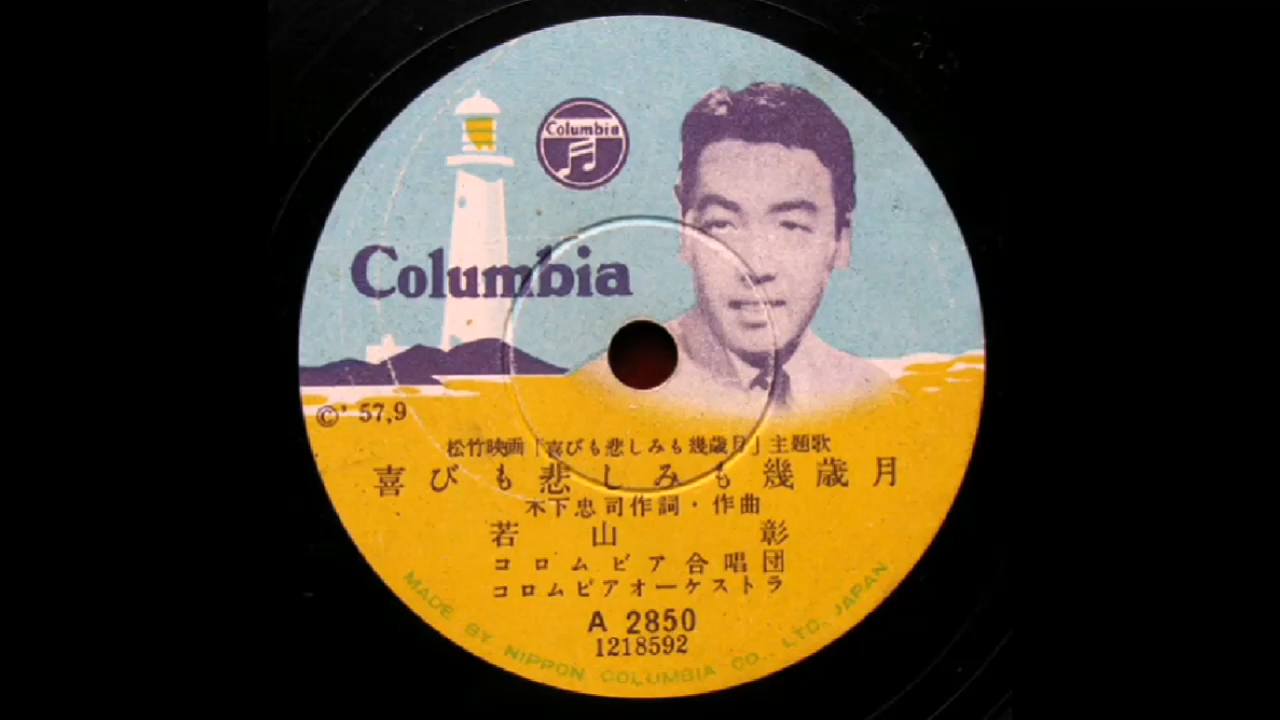 Columbia
Columbia
©' 57,9
松竹映画「喜びも悲しみも幾歳月」主題歌
喜びも悲しみも幾歳月
木下忠司作詞・作曲
若山彰
コロムビア合唱団
コロムビアオーケストラ
A 2850
1218592
MADE BY NIPPON COLUMBIA CO., LTD. JAPAN